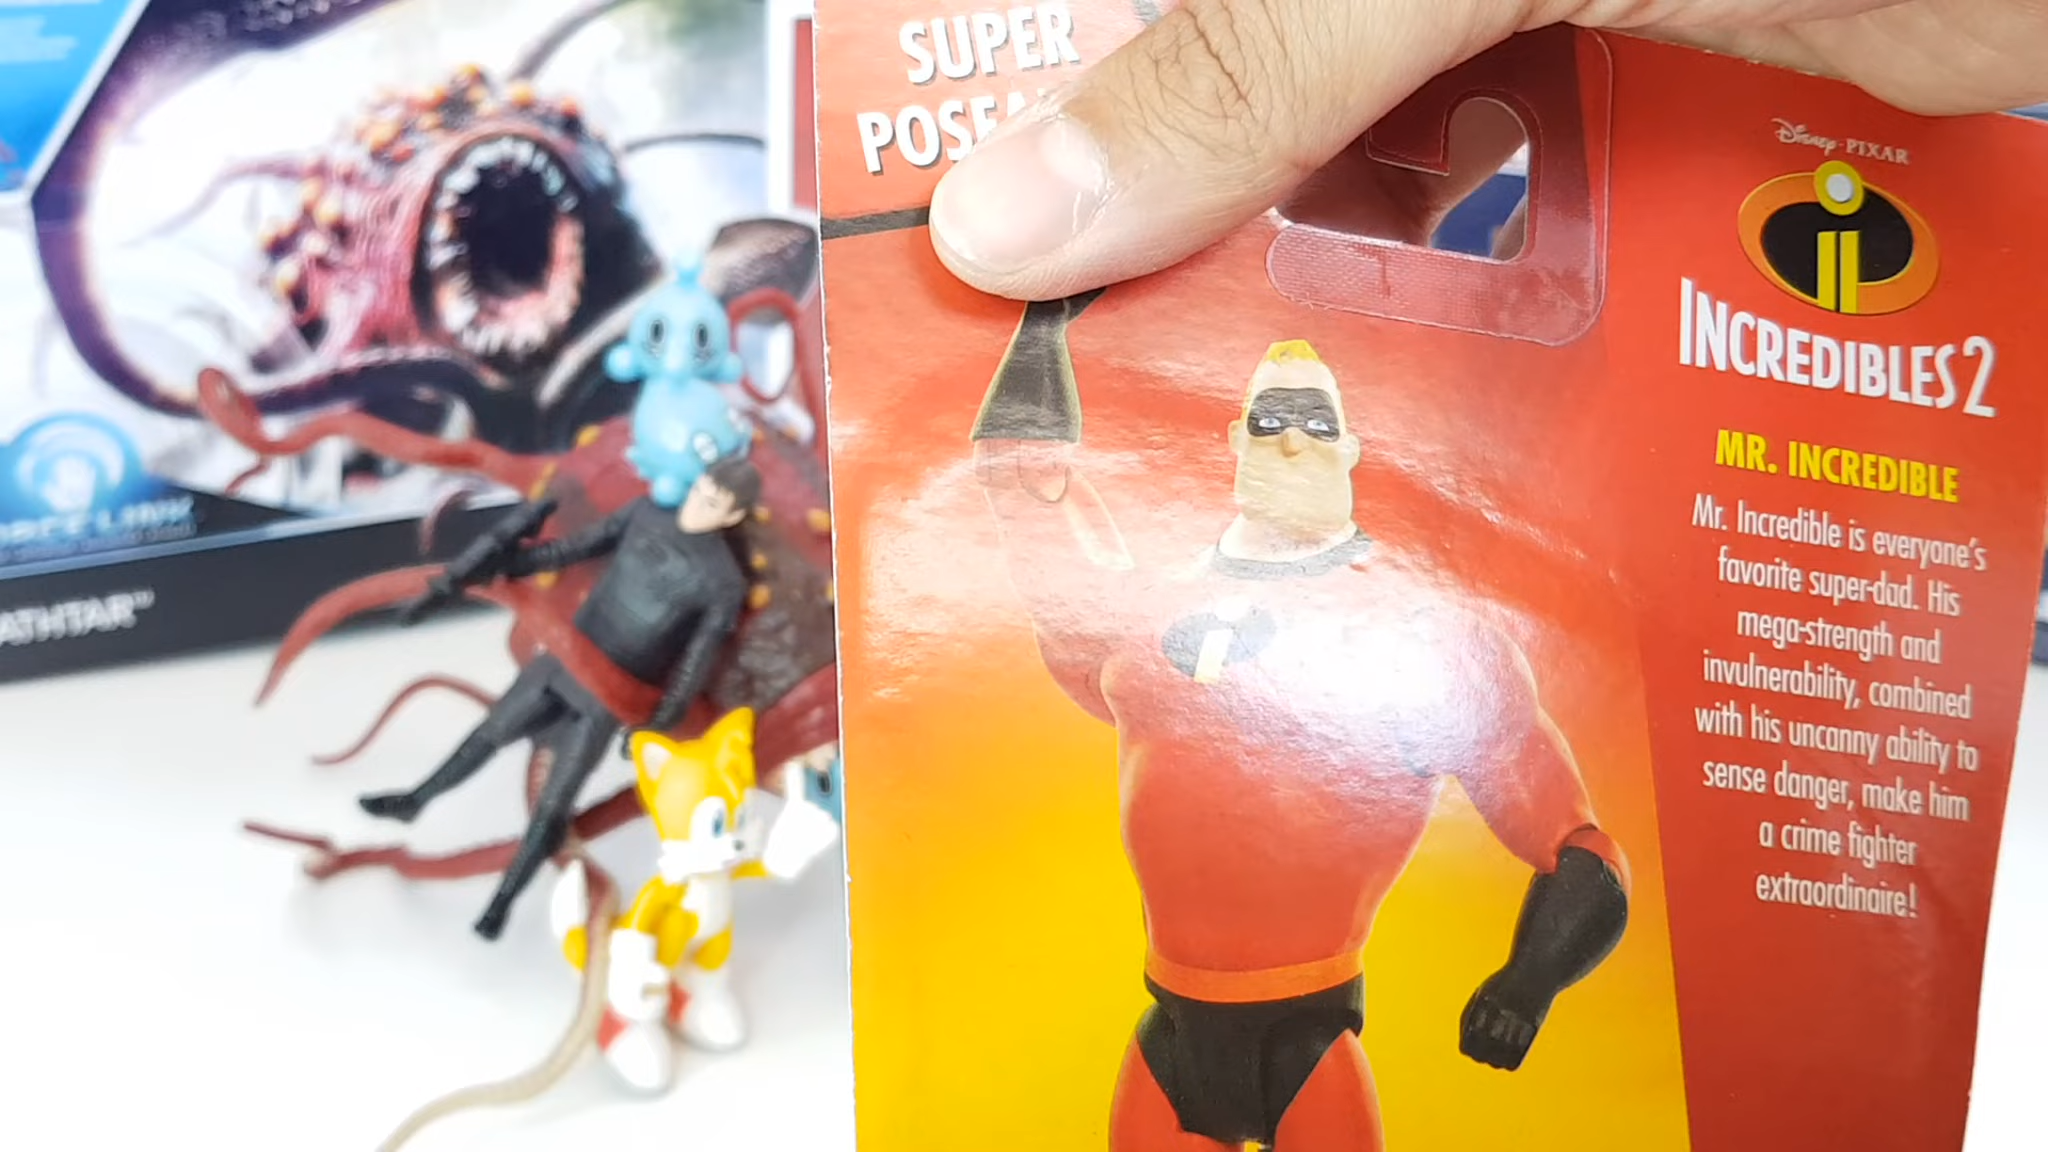 SUPER
Disney·PIXAR
INCREDIBLES 2
MR. INCREDIBLE
Mr. Incredible is everyone's
favorite super-dad. His
mega-strength and
invulnerability, combined
with his uncanny ability to
sense danger, make him
a crime fighter
extraordinaire!